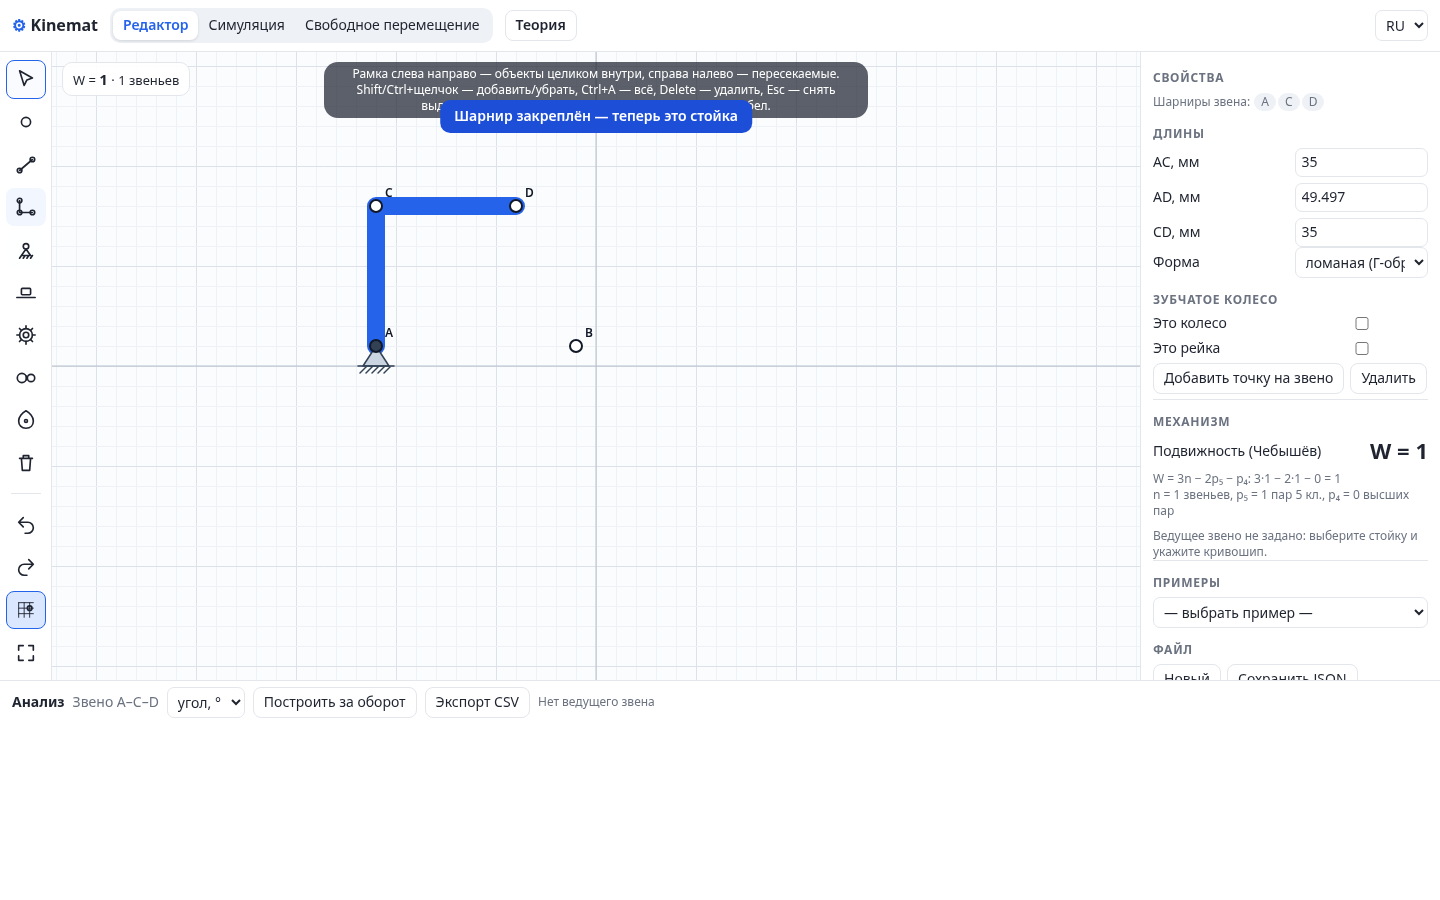 Kinemat
Редактор
Симуляция
Свободное перемещение
Теория
RU
W = 1 · 1 звеньев
Рамка слева направо — объекты целиком внутри, справа налево — пересекаемые.
Shift/Ctrl+щелчок — добавить/убрать, Ctrl+A — всё, Delete — удалить, Esc — снять
Шарнир закреплён — теперь это стойка
C
D
A
B
СВОЙСТВА
Шарниры звена: A C D
ДЛИНЫ
AC, мм 35
AD, мм 49.497
CD, мм 35
Форма ломаная (Г-обр
ЗУБЧАТОЕ КОЛЕСО
Это колесо
Это рейка
Добавить точку на звено
Удалить
МЕХАНИЗМ
Подвижность (Чебышёв) W = 1
W = 3n − 2p₅ − p₄: 3·1 − 2·1 − 0 = 1
n = 1 звеньев, p₅ = 1 пар 5 кл., p₄ = 0 высших
пар
Ведущее звено не задано: выберите стойку и
укажите кривошип.
ПРИМЕРЫ
— выбрать пример —
ФАЙЛ
Новый
Сохранить JSON
Анализ
Звено A–C–D
угол, °
Построить за оборот
Экспорт CSV
Нет ведущего звена